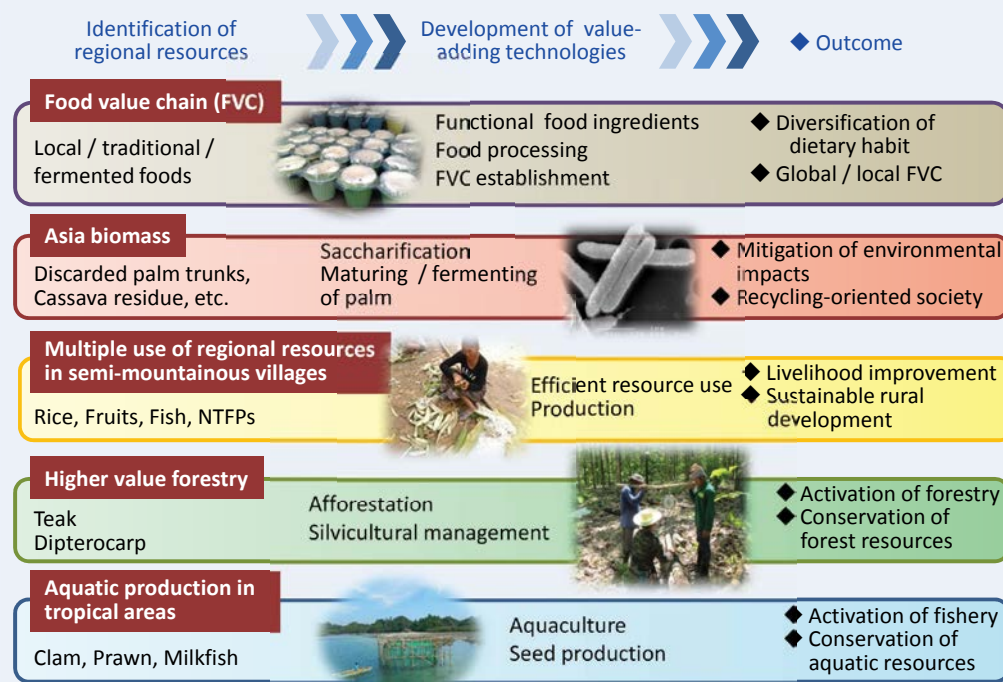 Identification of
regional resources
Development of value-
adding technologies
◆ Outcome
Food value chain (FVC)
Local / traditional /
fermented foods
Functional food ingredients
Food processing
FVC establishment
◆ Diversification of
dietary habit
◆ Global / local FVC
Asia biomass
Discarded palm trunks,
Cassava residue, etc.
Saccharification
Maturing / fermenting
of palm
◆ Mitigation of environmental
impacts
◆ Recycling-oriented society
Multiple use of regional resources
in semi-mountainous villages
Rice, Fruits, Fish, NTFPs
Efficient resource use
Production
◆ Livelihood improvement
◆ Sustainable rural
development
Higher value forestry
Teak
Dipterocarp
Afforestation
Silvicultural management
◆ Activation of forestry
◆ Conservation of
forest resources
Aquatic production in
tropical areas
Clam, Prawn, Milkfish
Aquaculture
Seed production
◆ Activation of fishery
◆ Conservation of
aquatic resources